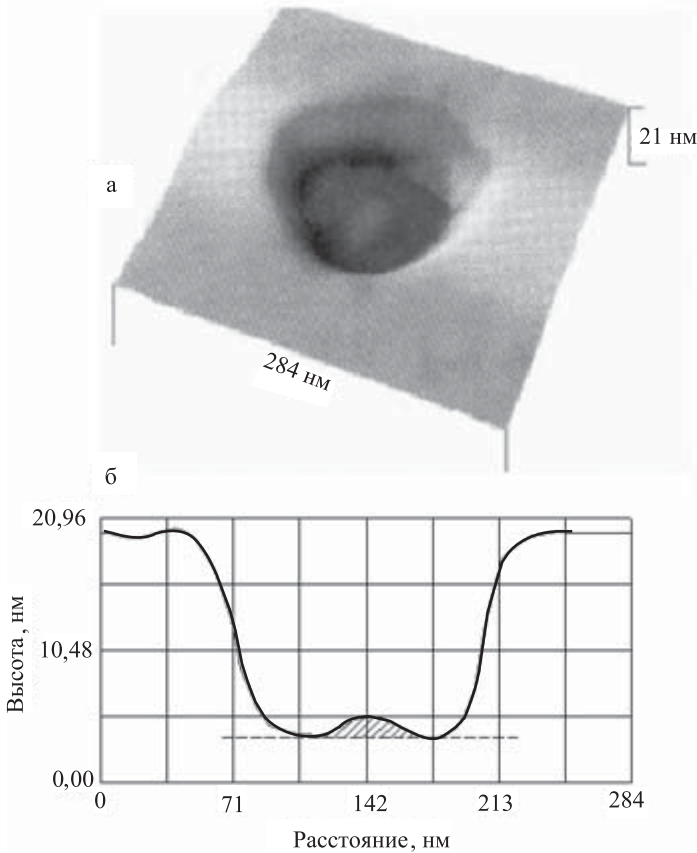 21 нм
а
284 нм
б
20,96
10,48
0,00
Высота, нм
0
71
142
213
284
Расстояние, нм